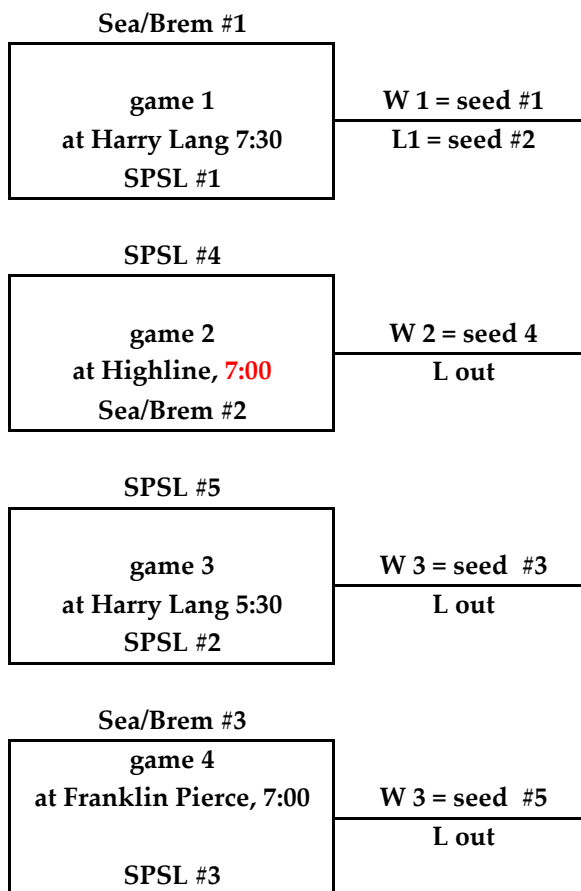 Sea/Brem #1
game 1
at Harry Lang 7:30
SPSL #1
W 1 = seed #1
L1 = seed #2
SPSL #4
game 2
at Highline, 7:00
Sea/Brem #2
W 2 = seed 4
L out
SPSL #5
game 3
at Harry Lang 5:30
SPSL #2
W 3 = seed #3
L out
Sea/Brem #3
game 4
at Franklin Pierce, 7:00
SPSL #3
W 3 = seed #5
L out